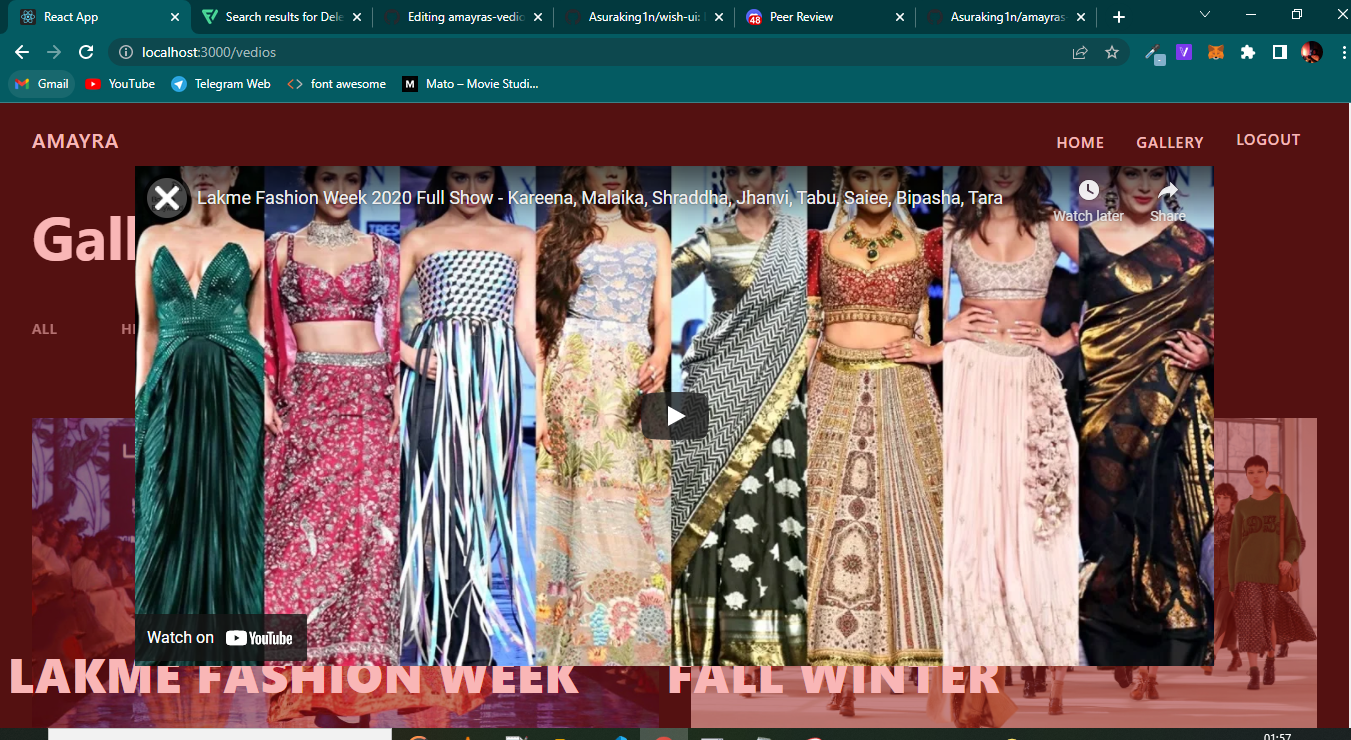 React App
Search results for Dele
Editing amayras-vedio
Asuraking1n/wish-ui:
48
Peer Review
Asuraking1n/amayras
localhost:3000/vedios
V
Gmail
YouTube
Telegram Web
font awesome
M
Mato – Movie Studi...
AMAYRA
HOME
GALLERY
LOGOUT
Lakme Fashion Week 2020 Full Show - Kareena, Malaika, Shraddha, Jhanvi, Tabu, Saiee, Bipasha, Tara
Watch later
Share
TRES
Gall
ALL
Watch on
YouTube
LAKME FASHION WEEK
FALL WINTER
01:57